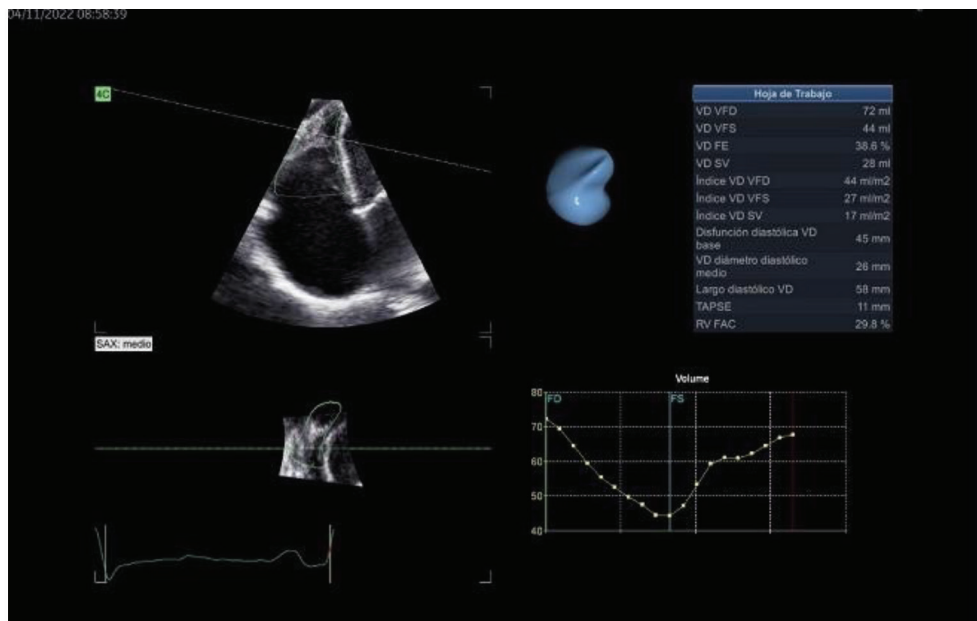 04/11/2022 08:58:39
4C
Hoja de Trabajo
VD VFD 72 ml
VD VFS 44 ml
VD FE 38.6 %
VD SV 28 ml
Índice VD VFD 44 ml/m2
Índice VD VFS 27 ml/m2
Índice VD SV 17 ml/m2
Disfunción diastólica VD
base 45 mm
VD diámetro diastólico
medio 26 mm
Largo diastólico VD 58 mm
TAPSE 11 mm
RV FAC 29.8 %
SAX: medio
Volume
80
FD FS
70
60
50
40